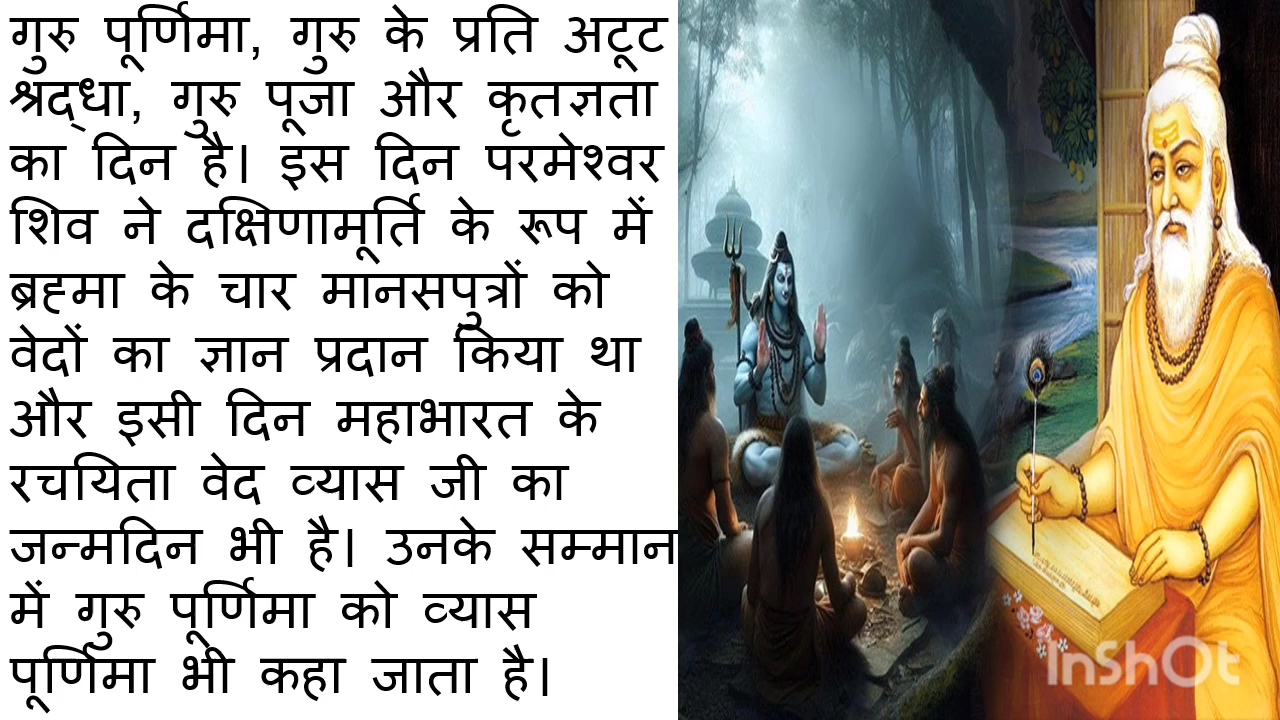 गुरु पूर्णिमा, गुरु के प्रति अटूट
श्रद्धा, गुरु पूजा और कृतज्ञता
का दिन है। इस दिन परमेश्वर
शिव ने दक्षिणामूर्ति के रूप में
ब्रह्मा के चार मानसपुत्रों को
वेदों का ज्ञान प्रदान किया था
और इसी दिन महाभारत के
रचयिता वेद व्यास जी का
जन्मदिन भी है। उनके सम्मान
में गुरु पूर्णिमा को व्यास
पूर्णिमा भी कहा जाता है।
InShOt